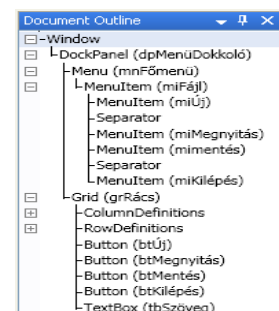 Document Outline
Window
DockPanel (dpMenüDokkoló)
Menu (mnFőmenü)
MenuItem (miFájl)
MenuItem (miÚj)
Separator
MenuItem (miMegnyitás)
MenuItem (mimentés)
Separator
MenuItem (miKilépés)
Grid (grRács)
ColumnDefinitions
RowDefinitions
Button (btÚj)
Button (btMegnyitás)
Button (btMentés)
Button (btKilépés)
TextBox (tbSzöveg)